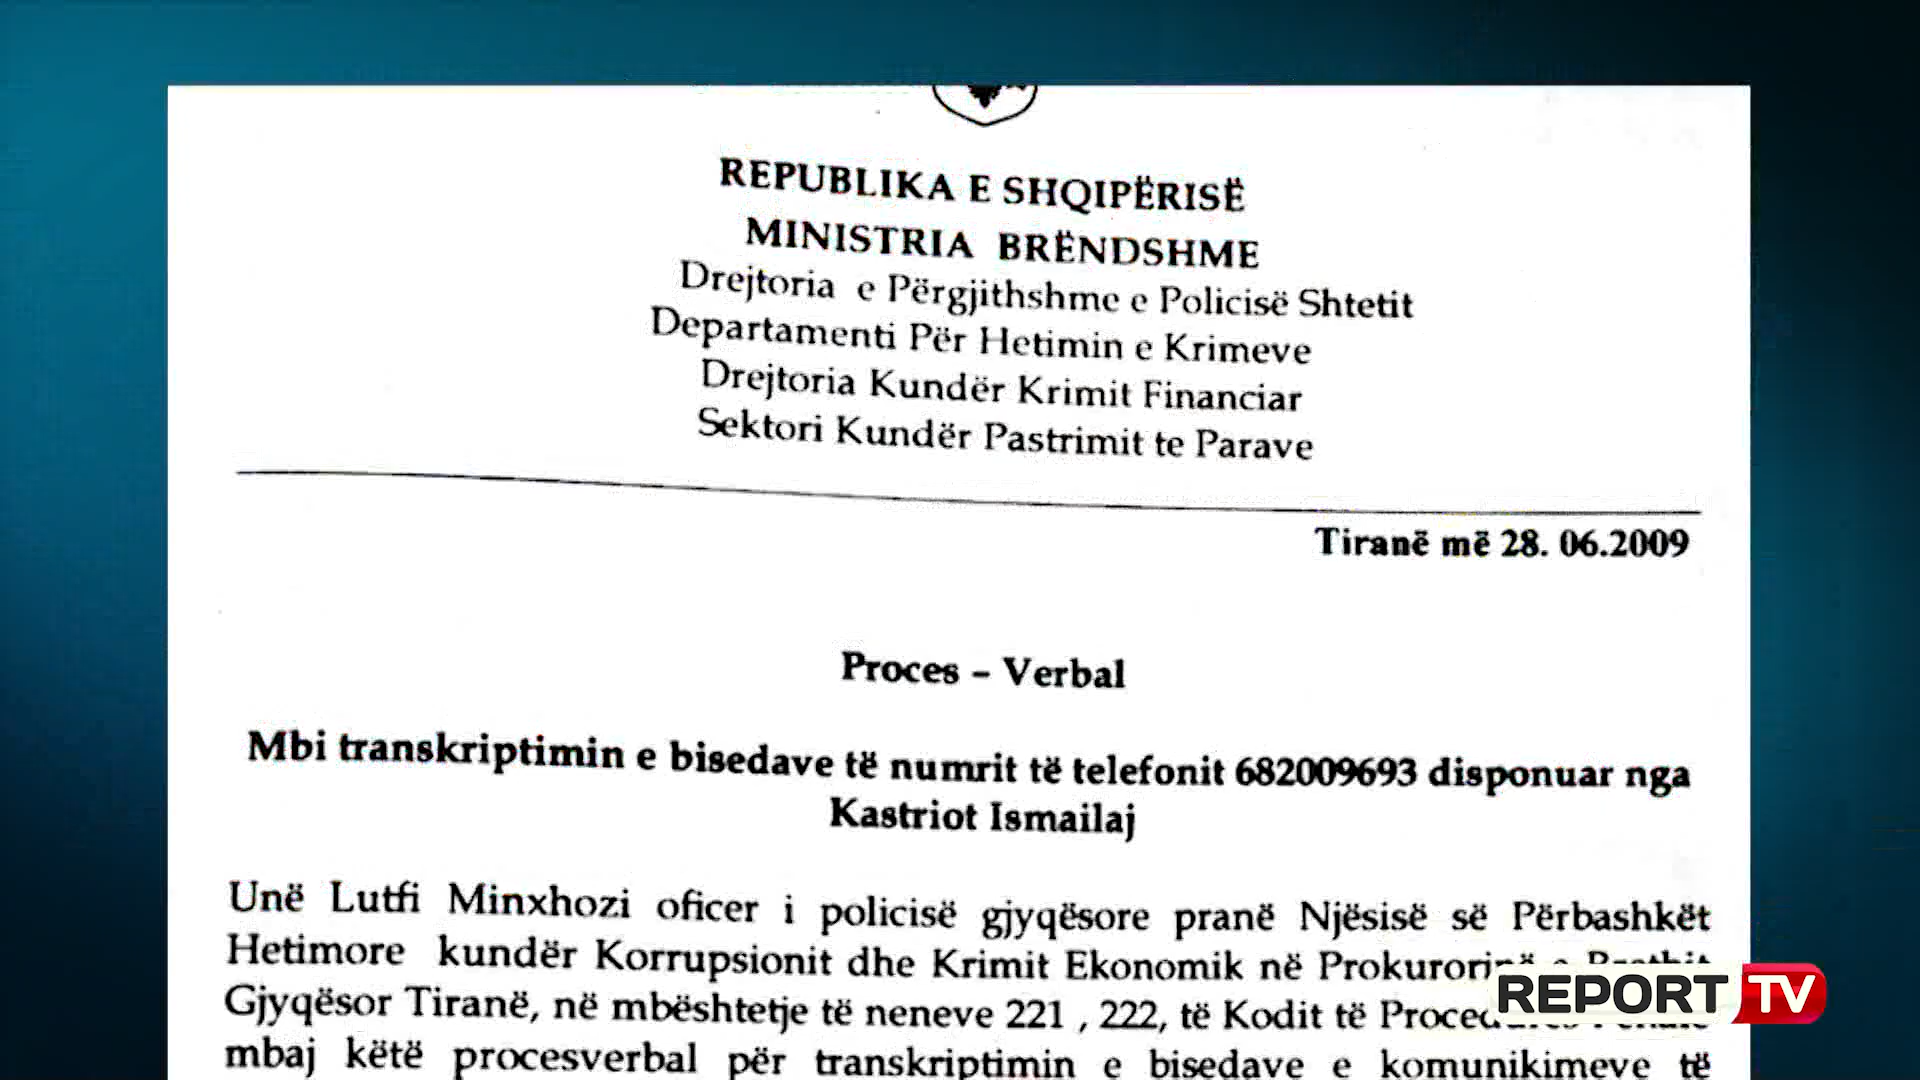 REPUBLIKA E SHQIPËRISË
MINISTRIA BRËNDSHME
Drejtoria e Përgjithshme e Policisë Shtetit
Departamenti Për Hetimin e Krimeve
Drejtoria Kundër Krimit Financiar
Sektori Kundër Pastrimit te Parave
Tiranë më 28. 06.2009
Proces – Verbal
Mbi transkriptimin e bisedave të numrit të telefonit 682009693 disponuar nga
Kastriot Ismailaj
Unë Lutfi Minxhozi oficer i policisë gjyqësore pranë Njësisë së Përbashkët
Hetimore kundër Korrupsionit dhe Krimit Ekonomik në Prokurorinë e
Gjyqësor Tiranë, në mbështetje të neneve 221 , 222, të Kodit të
mbaj këtë procesverbal për transkriptimin e bisedave e komunikimeve të
REPORT TV